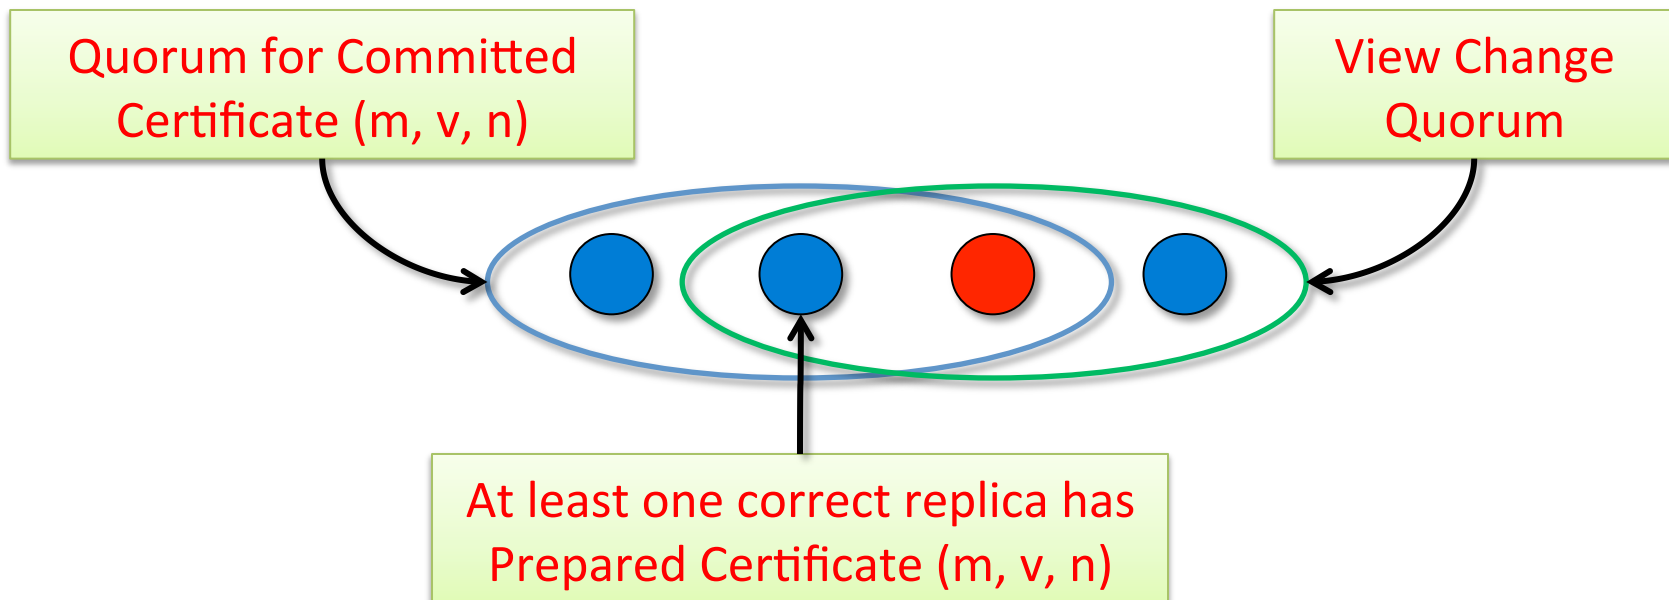 Quorum for Committed
Certificate (m, v, n)
View Change
Quorum
At least one correct replica has
Prepared Certificate (m, v, n)